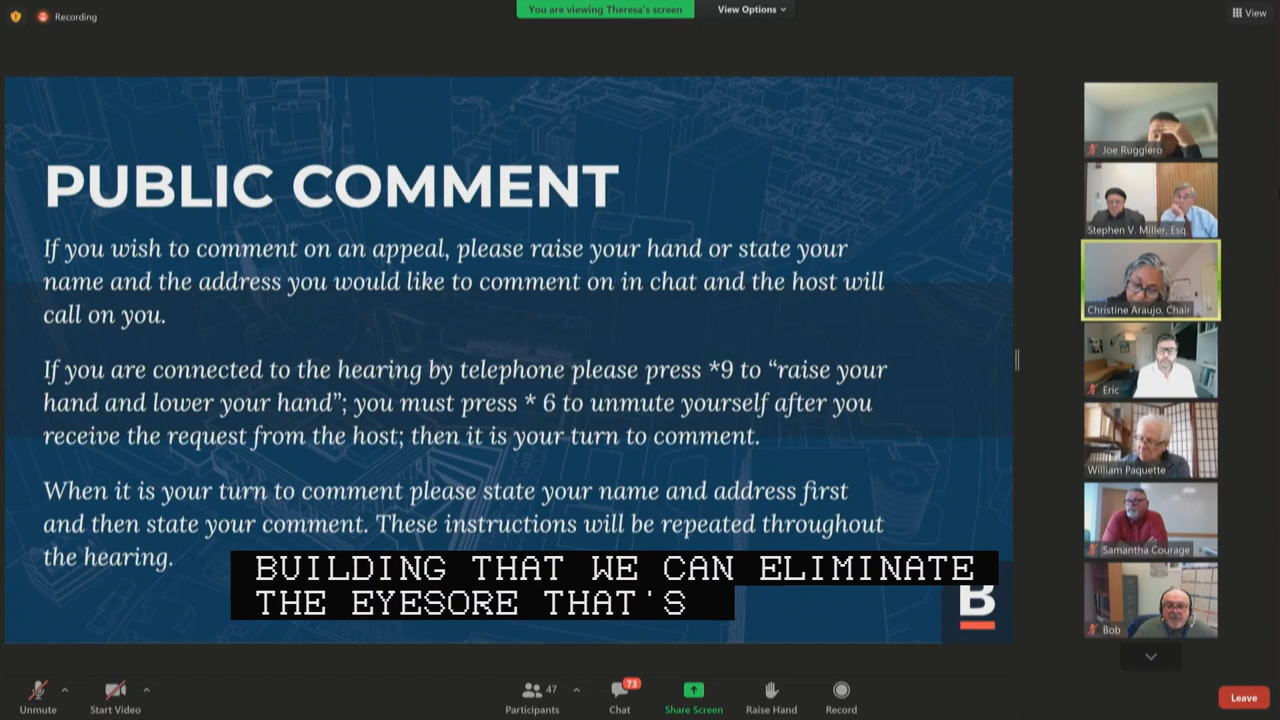 Recording
You are viewing Theresa's screen
View Options
View
PUBLIC COMMENT
If you wish to comment on an appeal, please raise your hand or state your
name and the address you would like to comment on in chat and the host will
call on you.
If you are connected to the hearing by telephone please press *9 to “raise your
hand and lower your hand”; you must press * 6 to unmute yourself after you
receive the request from the host; then it is your turn to comment.
When it is your turn to comment please state your name and address first
and then state your comment. These instructions will be repeated throughout
the hearing.
BUILDING THAT WE CAN ELIMINATE
THE EYESORE THAT'S
B
Joe Ruggiero
Stephen V. Miller, Esq.
Christine Araujo, Chair
Eric
William Paquette
Samantha Courage
Bob
Unmute
Start Video
47
Participants
73
Chat
Share Screen
Raise Hand
Record
Leave